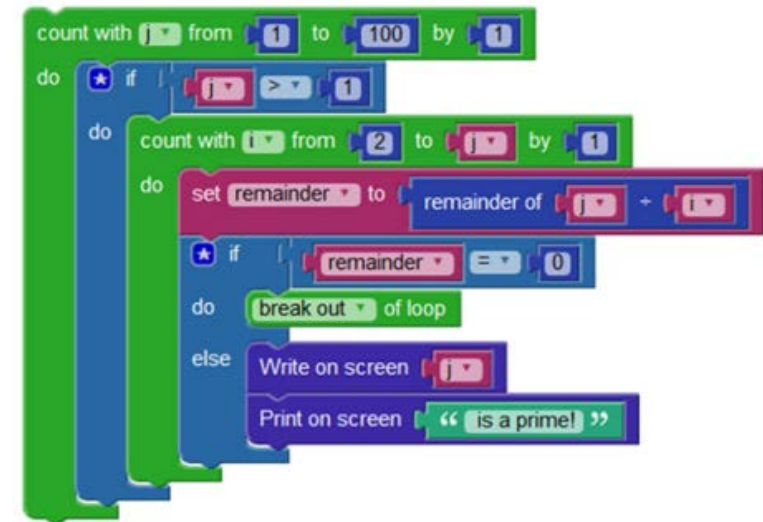 count with j from 1 to 100 by 1
do if j > 1
do count with i from 2 to j by 1
do set remainder to remainder of j ÷ i
if remainder = 0
do break out of loop
else Write on screen j
Print on screen “ is a prime! ”